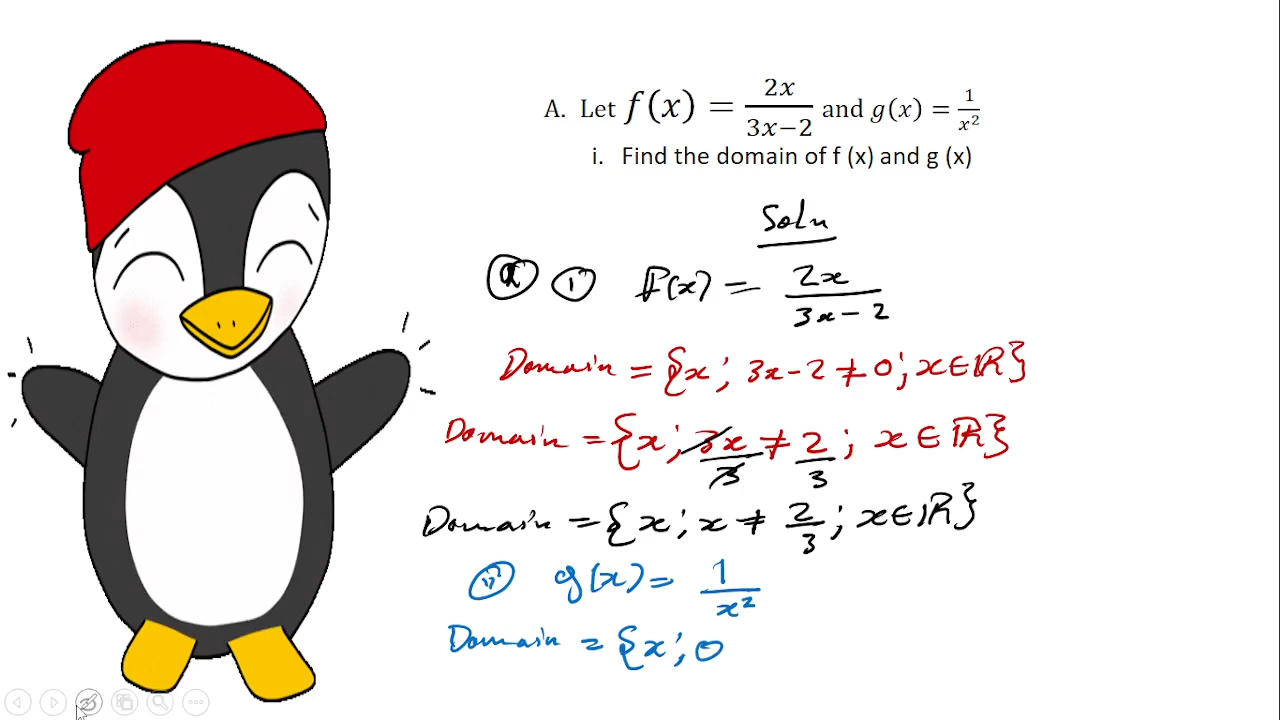 A. Let f(x) = 2x/3x−2 and g(x) = 1/x²
i. Find the domain of f (x) and g (x)
Soln
i F(x) = 2x/3x − 2
Domain = {x; 3x−2 ≠ 0; x∈ℝ}
Domain = {x; 3x/3 ≠ 2/3; x∈ℝ}
Domain = {x; x ≠ 2/3; x∈ℝ}
ii g(x) = 1/x²
Domain = {x; 0